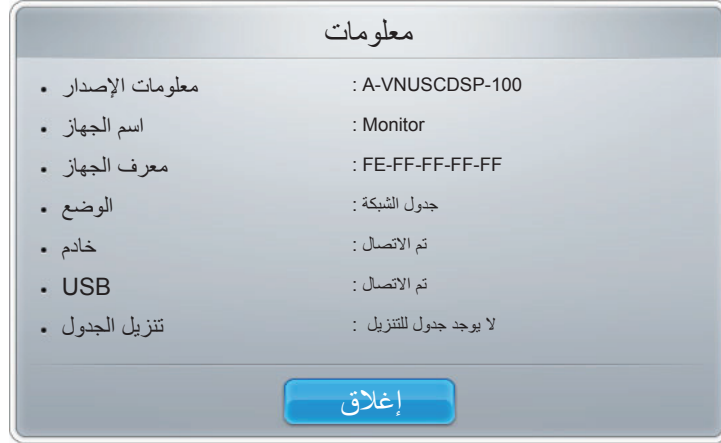 معلومات
• معلومات الإصدار : A-VNUSCDSP-100
• اسم الجهاز : Monitor
• معرف الجهاز : FE-FF-FF-FF-FF
• الوضع : جدول الشبكة
• خادم : تم الاتصال
• USB : تم الاتصال
• تنزيل الجدول : لا يوجد جدول للتنزيل
إغلاق